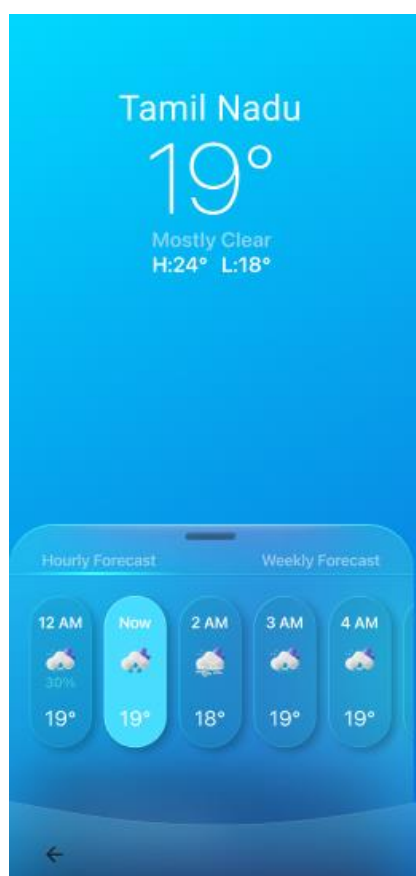 Tamil Nadu
19°
Mostly Clear
H:24° L:18°
Hourly Forecast Weekly Forecast
12 AM Now 2 AM 3 AM 4 AM
30%
19° 19° 18° 19° 19°